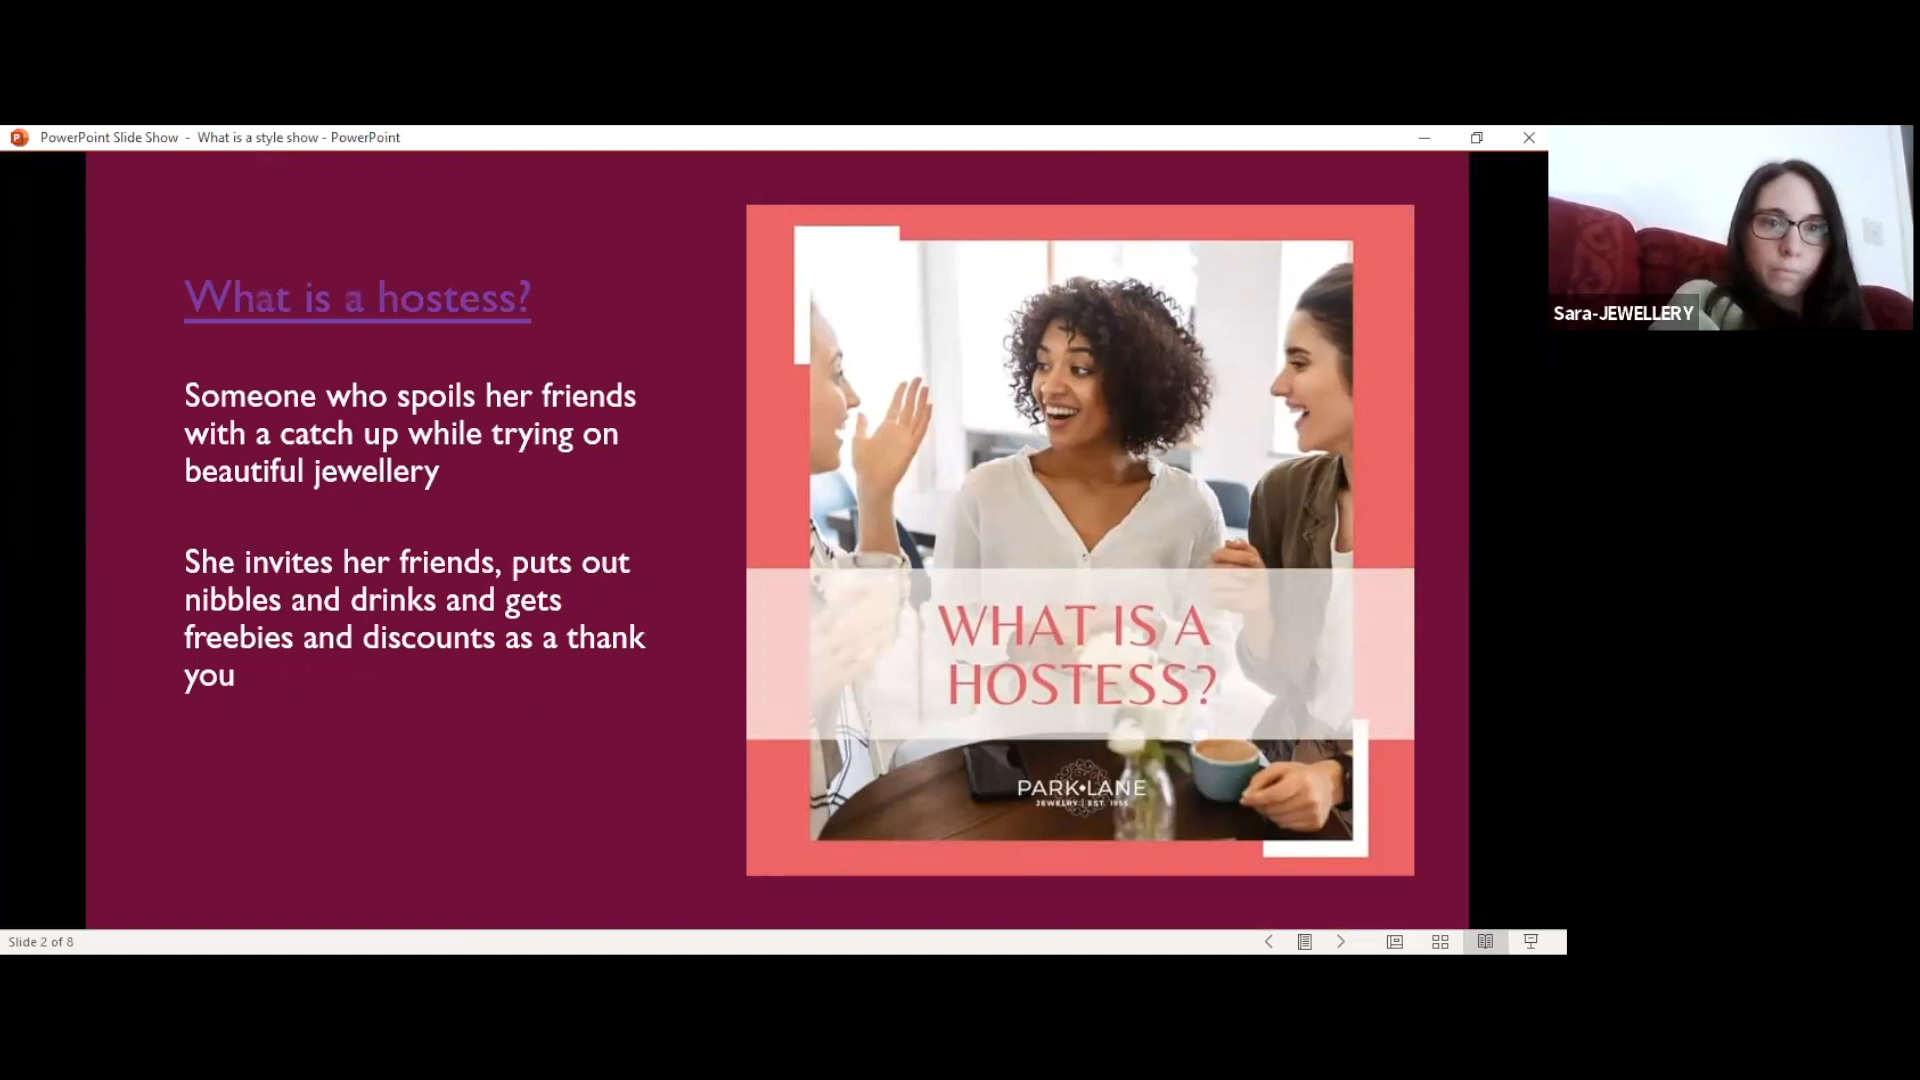 PowerPoint Slide Show - What is a style show - PowerPoint
What is a hostess?
Someone who spoils her friends
with a catch up while trying on
beautiful jewellery
She invites her friends, puts out
nibbles and drinks and gets
freebies and discounts as a thank
you
WHAT IS A
HOSTESS?
PARK LANE
JEWELRY | EST. 1955
Sara-JEWELLERY
Slide 2 of 8